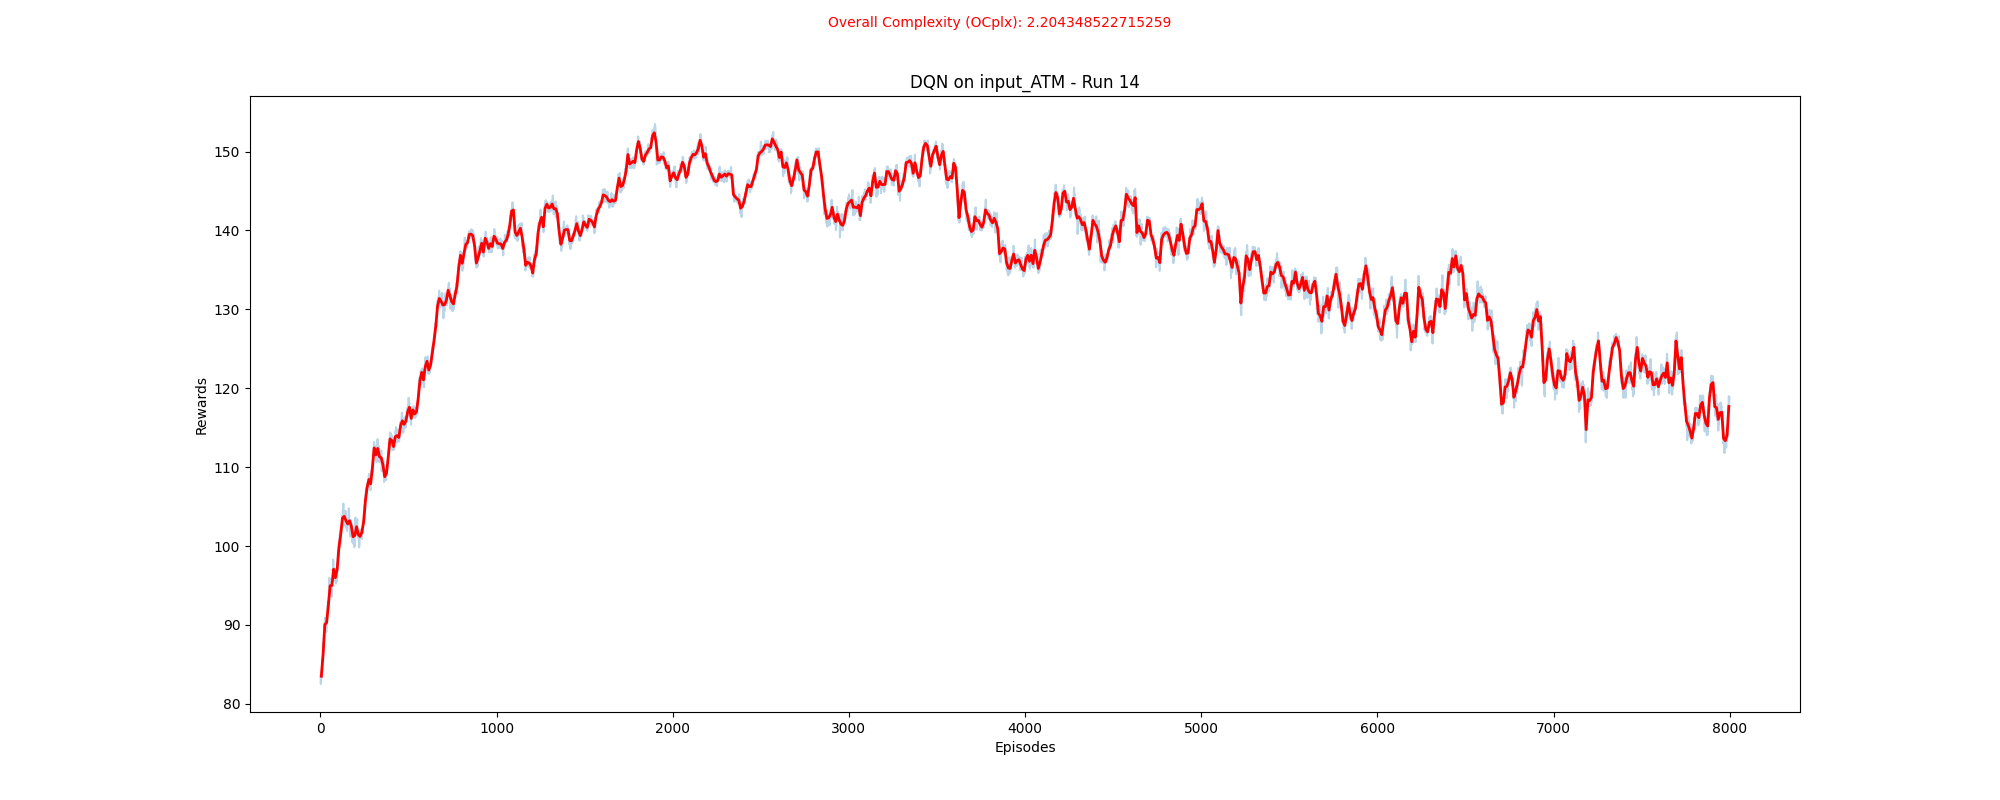 Overall Complexity (OCplx): 2.204348522715259
DQN on input_ATM - Run 14
Rewards
150
140
130
120
110
100
90
80
0 1000 2000 3000 4000 5000 6000 7000 8000
Episodes